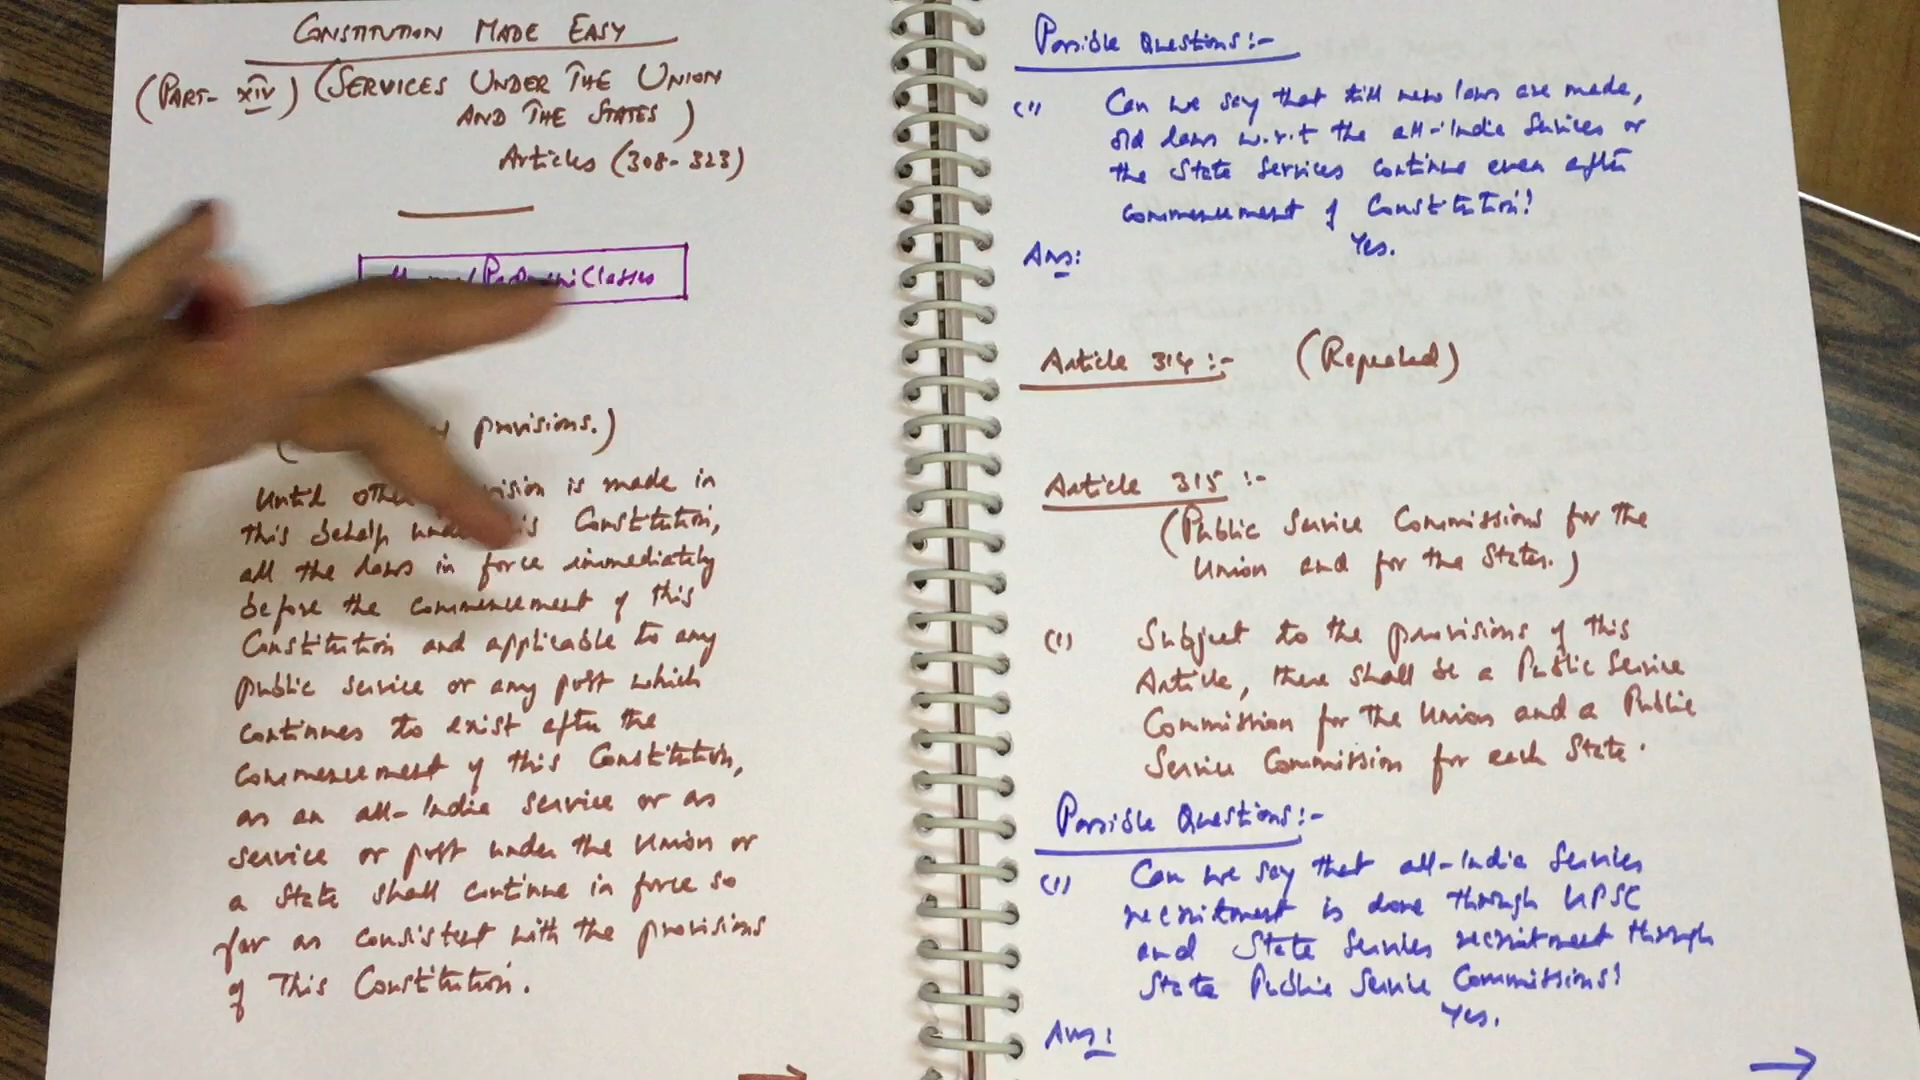 CONSTITUTION MADE EASY
(PART- XIV) (SERVICES UNDER THE UNION
AND THE STATES)
Articles (308-323)
Classes
provisions.)
Until other provision is made in
this behalf under this Constitution,
all the laws in force immediately
before the commencement of this
Constitution and applicable to any
public service or any post which
continues to exist after the
commencement of this Constitution,
as an all-India service or as
service or post under the Union or
a State shall continue in force so
far as consistent with the provisions
of This Constitution.
Possible Questions:-
(1) Can we say that till new laws are made,
old laws w.r.t the all-India Services or
the State Services continue even after
commencement of Constitution?
Yes.
Ans:
Article 314:- (Repealed)
Article 315:-
(Public Service Commissions for the
Union and for the States.)
(1) Subject to the provisions of this
Article, there shall be a Public Service
Commission for the Union and a Public
Service Commission for each State.
Possible Questions:-
(1) Can we say that all-India Services
recruitment is done through UPSC
and State Services recruitment through
State Public Service Commissions?
Yes.
Ans: